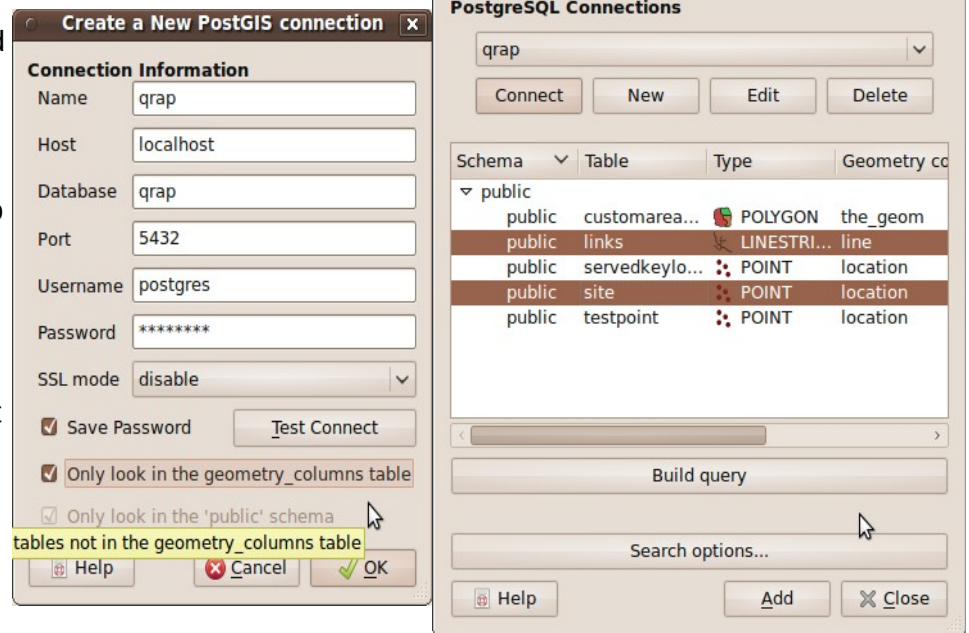 Create a New PostGIS connection
Connection Information
Name qrap
Host localhost
Database qrap
Port 5432
Username postgres
Password ********
SSL mode disable
Save Password Test Connect
Only look in the geometry_columns table
Only look in the 'public' schema
tables not in the geometry_columns table
Help Cancel OK
PostgreSQL Connections
qrap
Connect New Edit Delete
Schema Table Type Geometry co
public
public customarea... POLYGON the_geom
public links LINESTRI... line
public servedkeylo... POINT location
public site POINT location
public testpoint POINT location
Build query
Search options...
Help Add Close